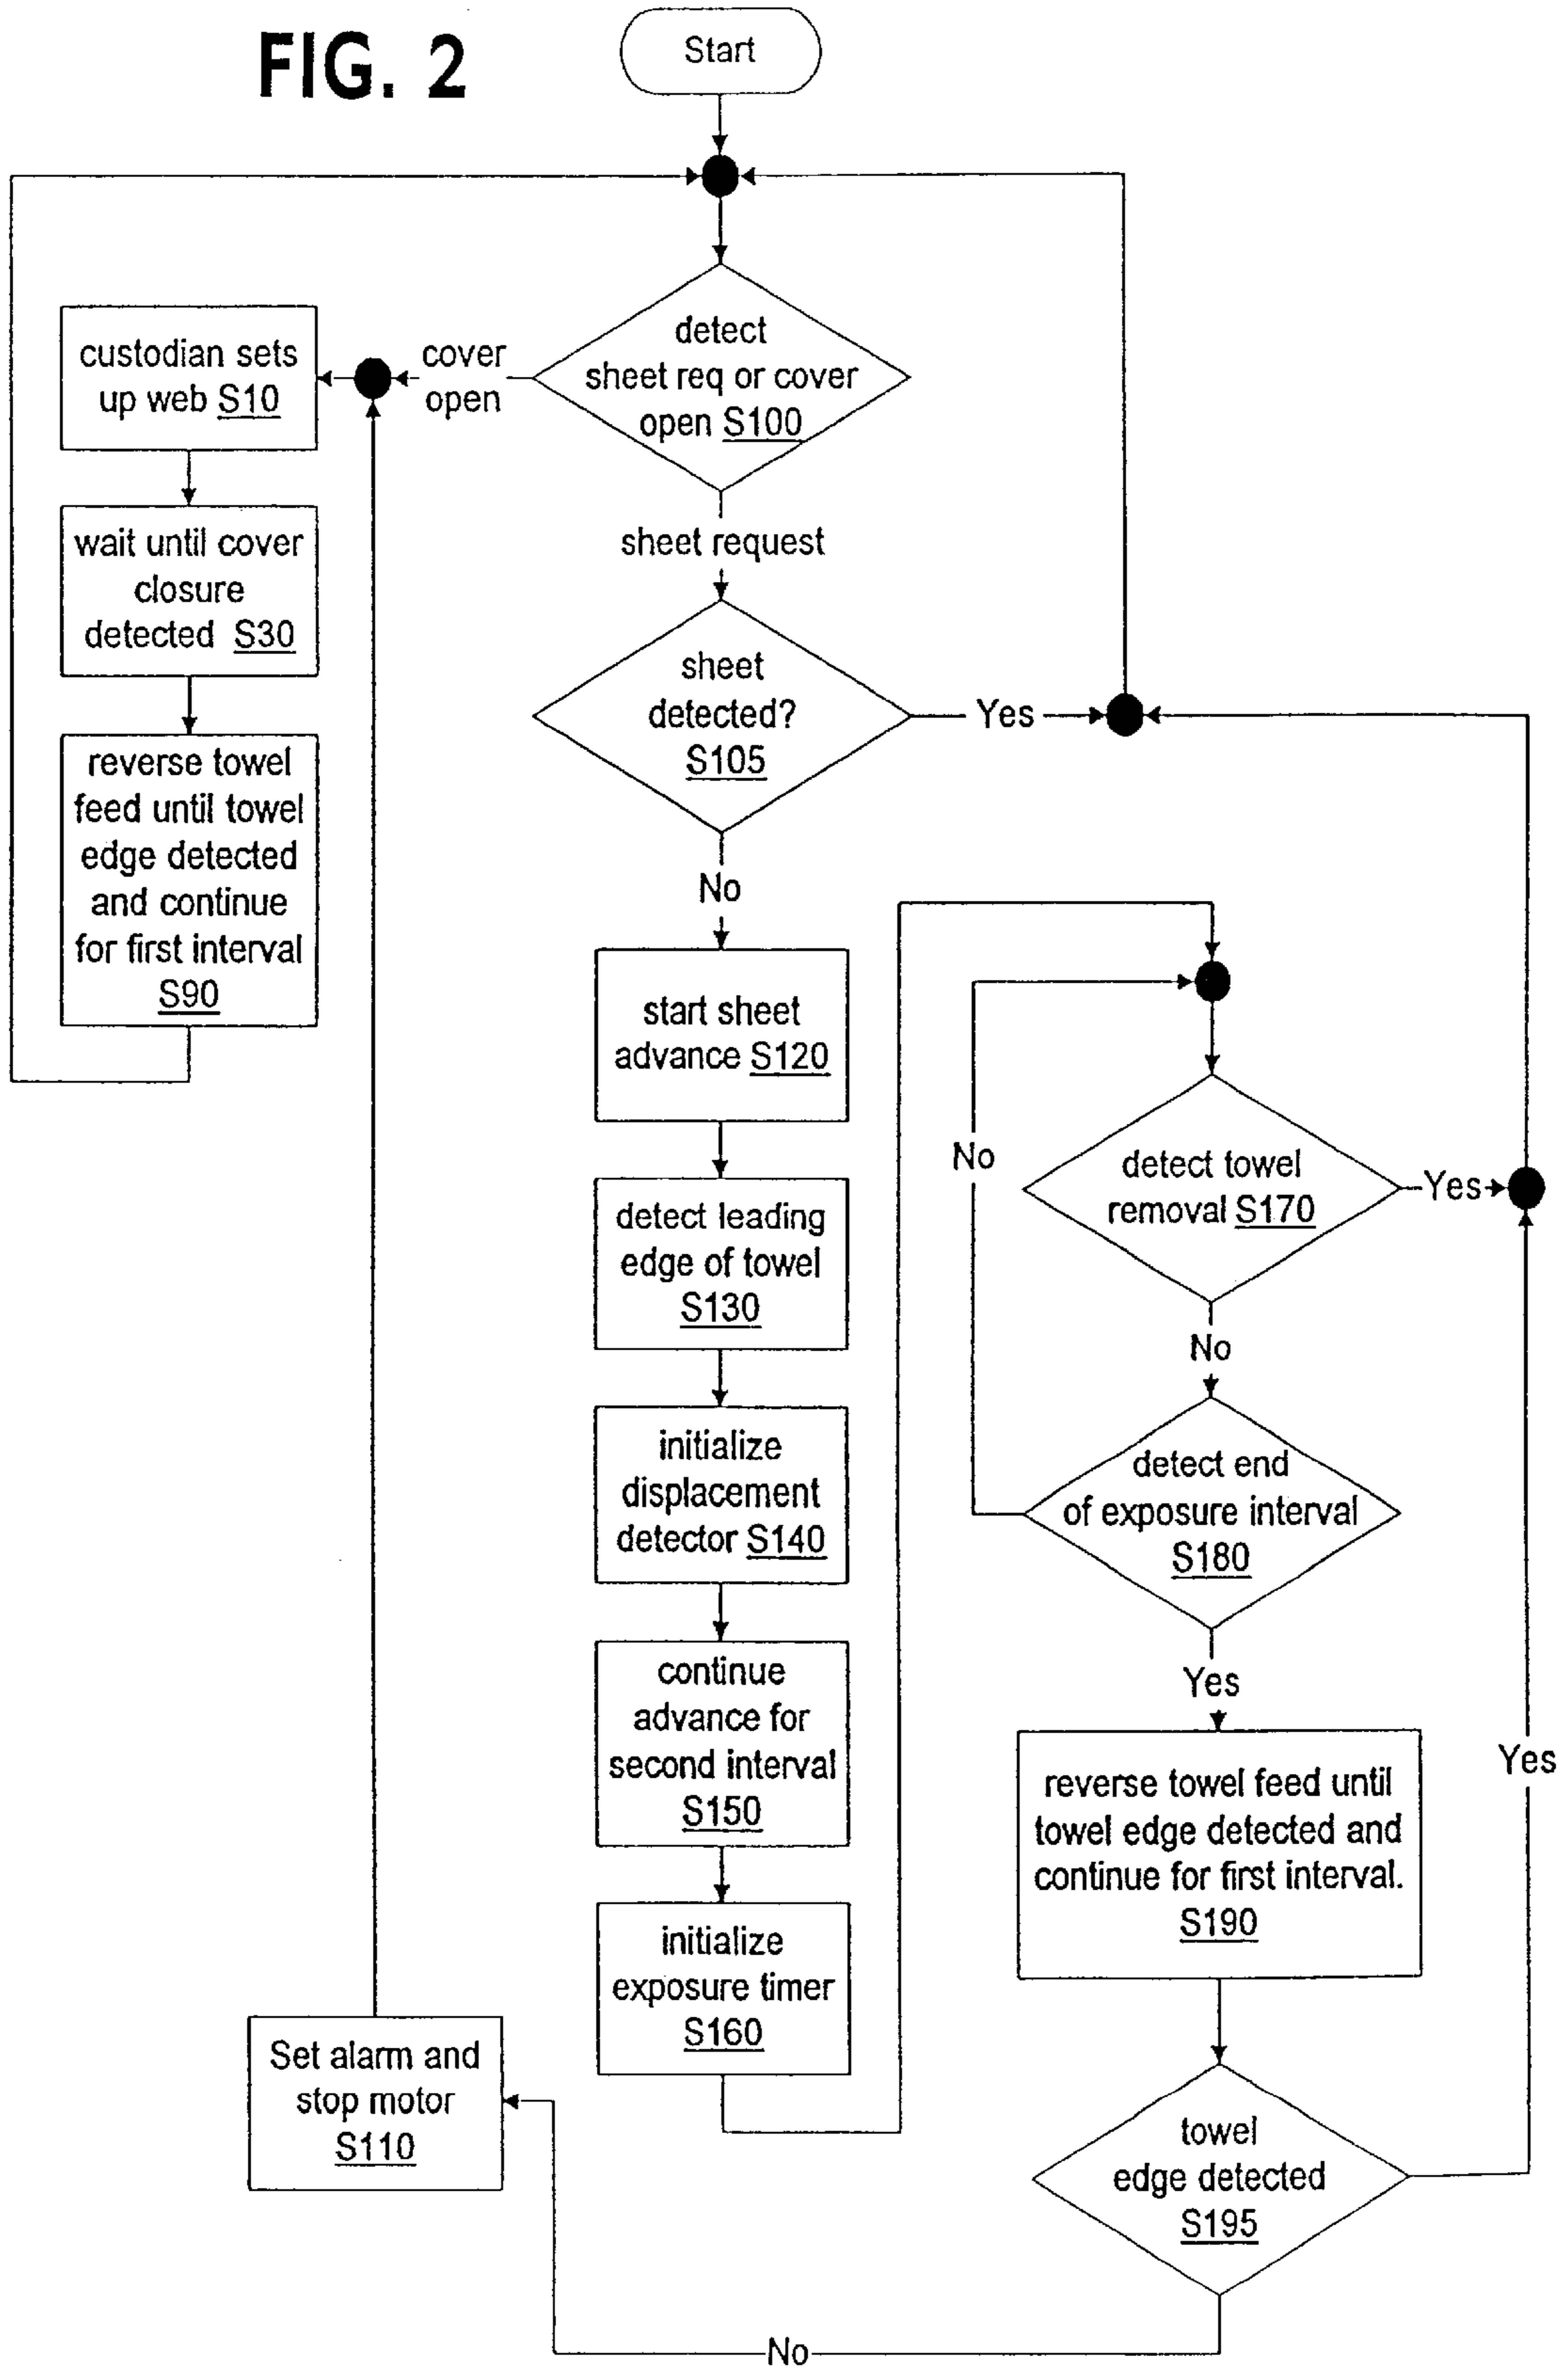 FIG. 2
Start
detect
sheet req or cover
open S100
cover
open
custodian sets
up web S10
wait until cover
closure
detected S30
reverse towel
feed until towel
edge detected
and continue
for first interval
S90
sheet request
sheet
detected?
S105
Yes
No
start sheet
advance S120
detect leading
edge of towel
S130
initialize
displacement
detector S140
continue
advance for
second interval
S150
initialize
exposure timer
S160
detect towel
removal S170
Yes
No
detect end
of exposure interval
S180
No
Yes
reverse towel feed until
towel edge detected and
continue for first interval.
S190
towel
edge detected
S195
Yes
No
Set alarm and
stop motor
S110